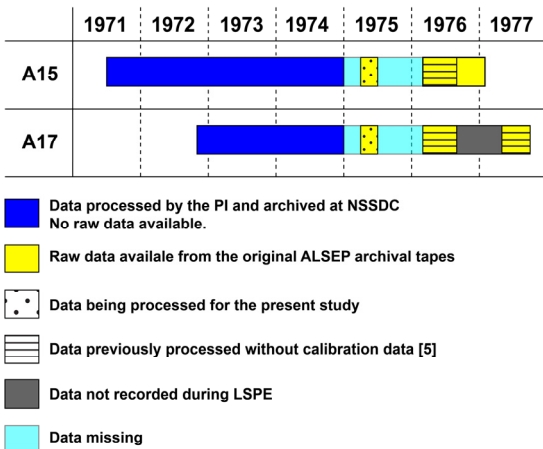 1971 1972 1973 1974 1975 1976 1977
A15
A17
Data processed by the PI and archived at NSSDC
No raw data available.
Raw data availale from the original ALSEP archival tapes
Data being processed for the present study
Data previously processed without calibration data [5]
Data not recorded during LSPE
Data missing